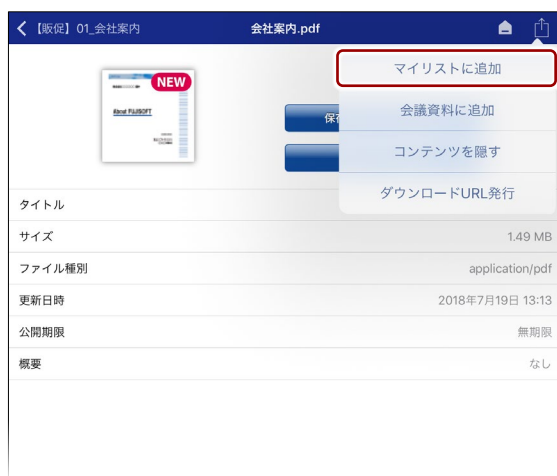 【販促】01_会社案内
会社案内.pdf
マイリストに追加
会議資料に追加
コンテンツを隠す
ダウンロードURL発行
NEW
About FUJISOFT
保存
タイトル
サイズ 1.49 MB
ファイル種別 application/pdf
更新日時 2018年7月19日 13:13
公開期限 無期限
概要 なし